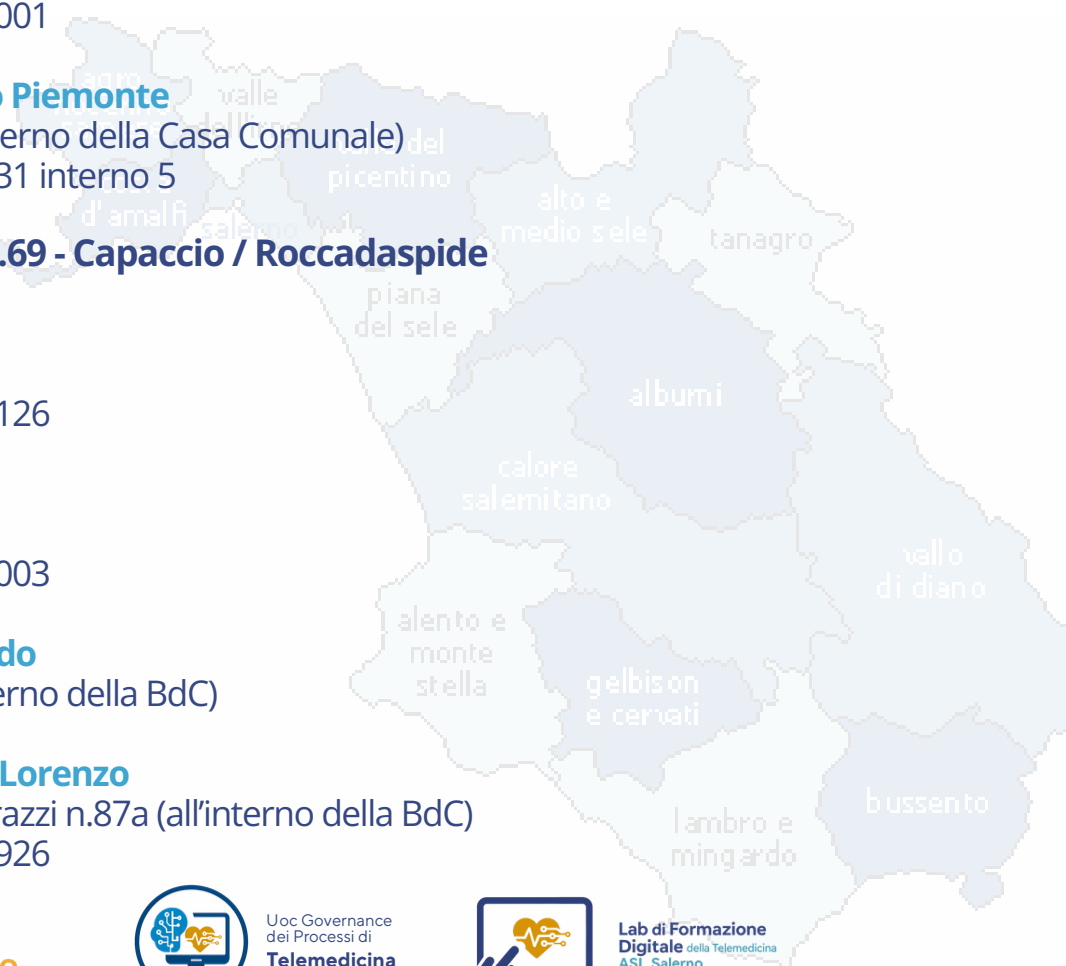 001
Piemonte
erno della Casa Comunale)
31 interno 5
.69 - Capaccio / Roccadaspide
126
003
do
erno della BdC)
Lorenzo
razzi n.87a (all'interno della BdC)
926
agro
valle
del
picentino
d'amalfi
salerno
alto e
medio sele
tanagro
piana
del sele
alburni
calore
salernitano
vallo
di diano
alento e
monte
stella
gelbison
e cervati
bussento
lambro e
mingardo
Uoc Governance
dei Processi di
Telemedicina
Lab di Formazione
Digitale della Telemedicina
ASL Salerno